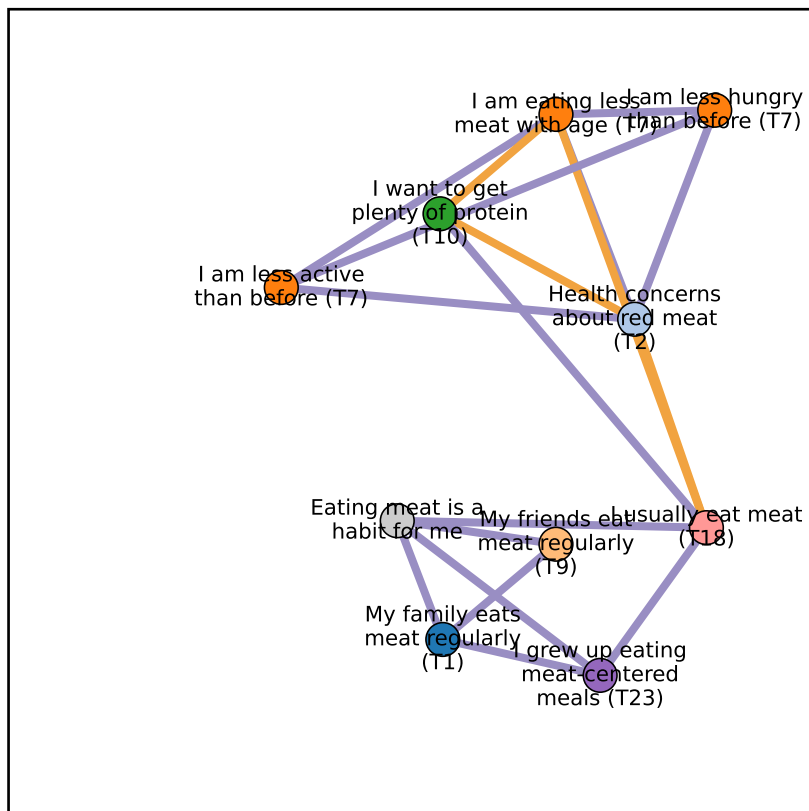 I am eating less
meat with age (T7)
I am less hungry
than before (T7)
I want to get
plenty of protein
(T10)
I am less active
than before (T7)
Health concerns
about red meat
(T2)
Eating meat is a
habit for me
My friends eat
meat regularly
(T9)
I usually eat meat
(T18)
My family eats
meat regularly
(T1)
I grew up eating
meat-centered
meals (T23)